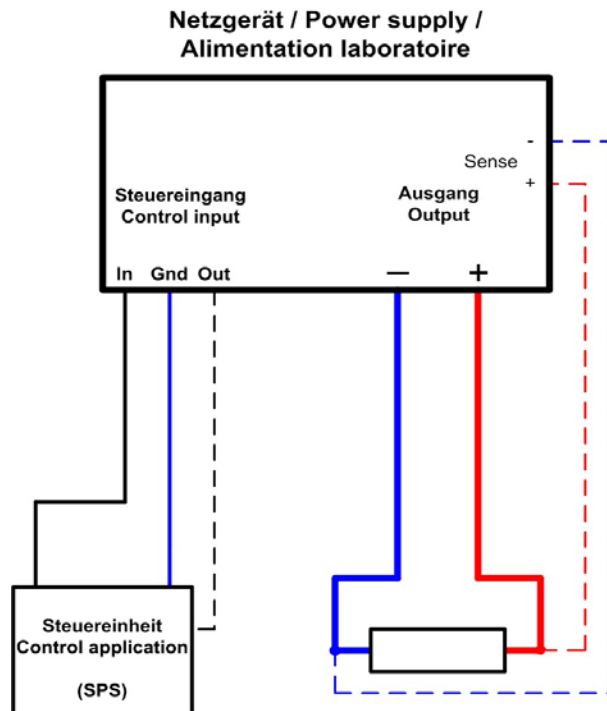 Netzgerät / Power supply /
Alimentation laboratoire
-
Sense
+
Steuereingang
Control input
Ausgang
Output
In Gnd Out
— +
Steuereinheit
Control application
(SPS)